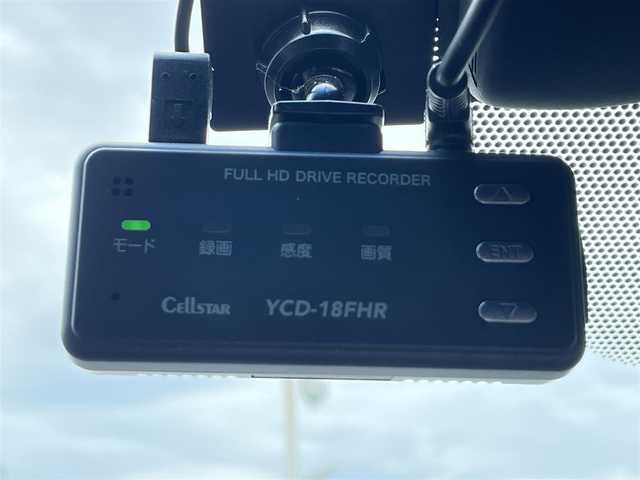 FULL HD DRIVE RECORDER
モード 録画 感度 画質
ENT
CELLSTAR YCD-18FHR